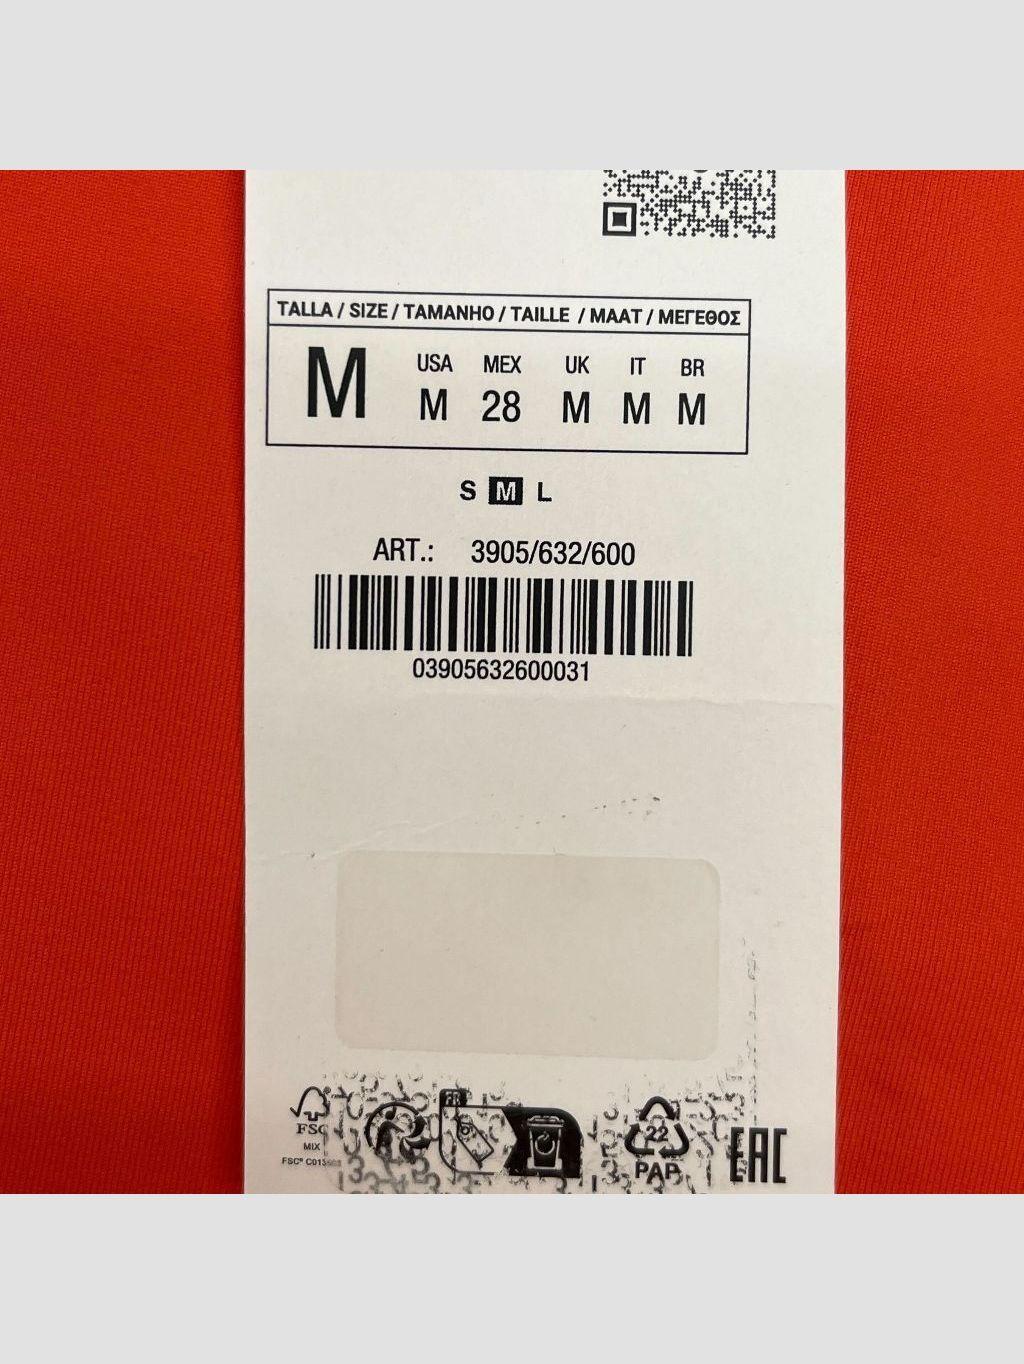 TALLA / SIZE / TAMANHO / TAILLE / MAAT / ΜΕΓΕΘΟΣ
M
USA MEX UK IT BR
M 28 M M M
S M L
ART.: 3905/632/600
03905632600031
FR
FSC
MIX
22
PAP
EAC